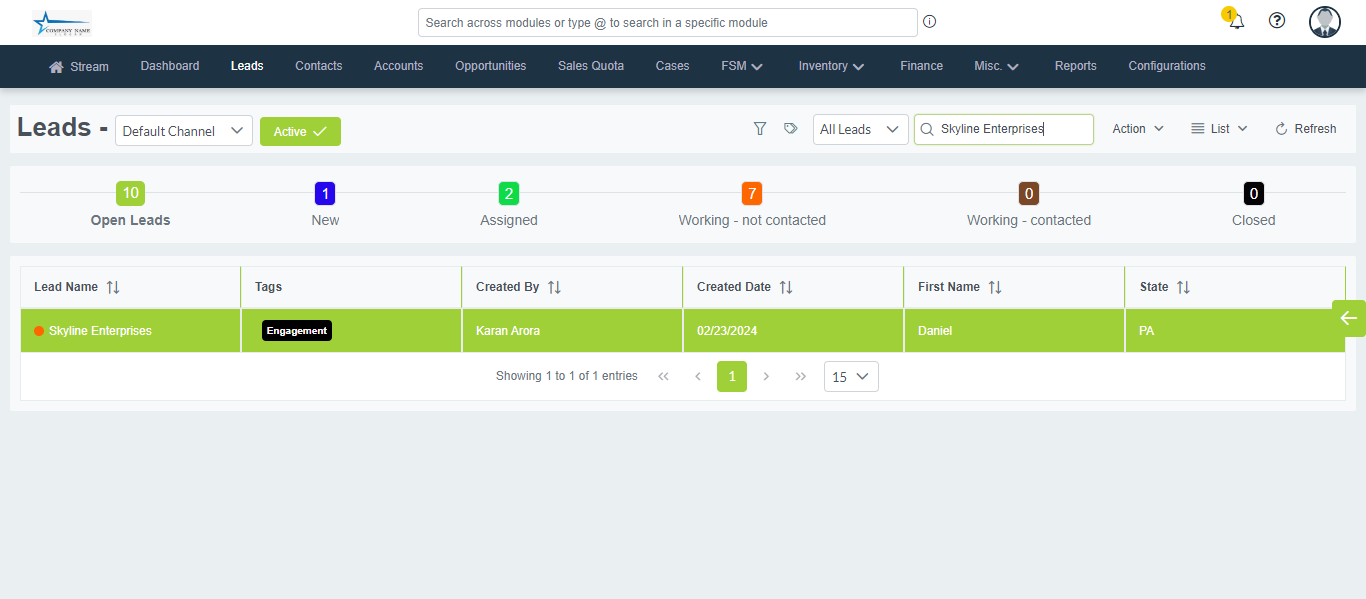 COMPANY NAME
Search across modules or type @ to search in a specific module
1
Stream Dashboard Leads Contacts Accounts Opportunities Sales Quota Cases FSM Inventory Finance Misc. Reports Configurations
Leads - Default Channel Active All Leads Skyline Enterprises Action List Refresh
10 1 2 7 0 0
Open Leads New Assigned Working - not contacted Working - contacted Closed
Lead Name Tags Created By Created Date First Name State
Skyline Enterprises Engagement Karan Arora 02/23/2024 Daniel PA
Showing 1 to 1 of 1 entries 1 15